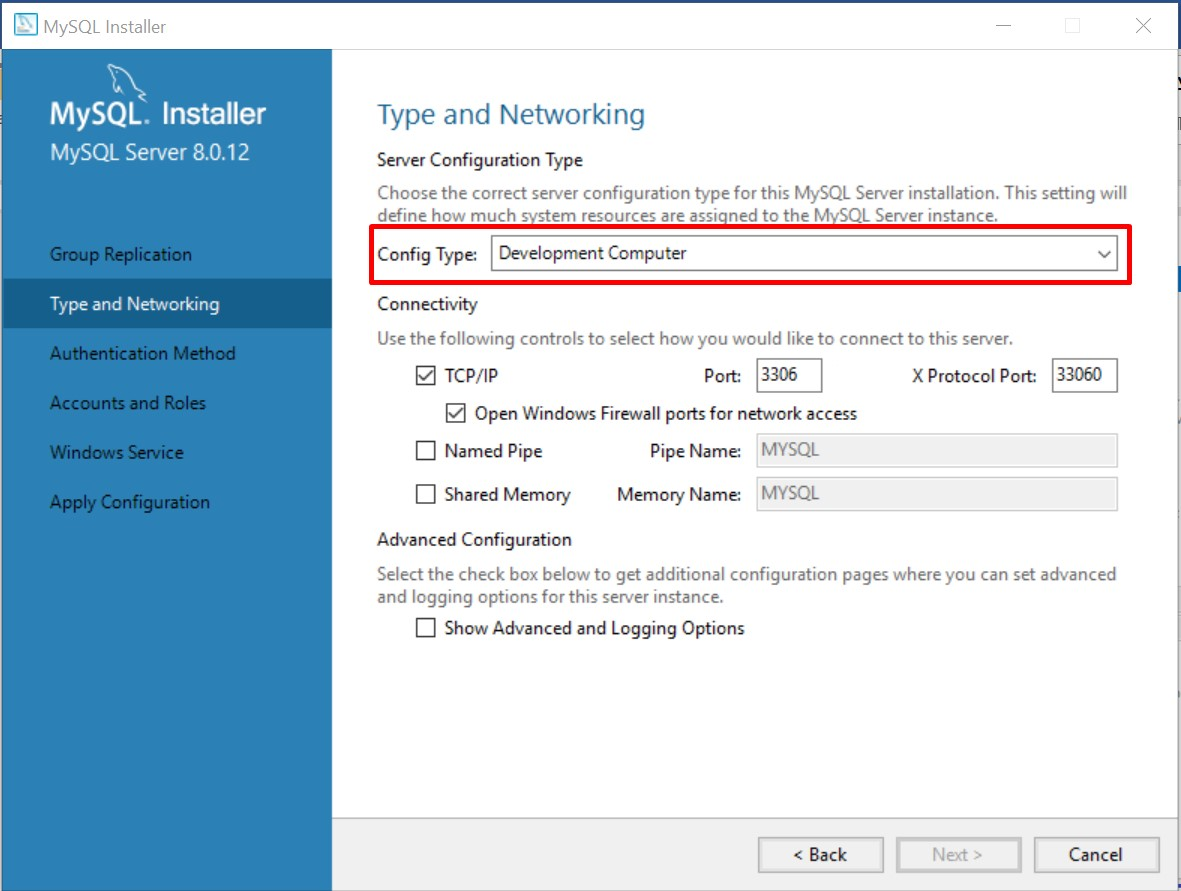 MySQL Installer
MySQL. Installer
MySQL Server 8.0.12
Group Replication
Type and Networking
Authentication Method
Accounts and Roles
Windows Service
Apply Configuration
Type and Networking
Server Configuration Type
Choose the correct server configuration type for this MySQL Server installation. This setting will
define how much system resources are assigned to the MySQL Server instance.
Config Type: Development Computer
Connectivity
Use the following controls to select how you would like to connect to this server.
TCP/IP Port: 3306 X Protocol Port: 33060
Open Windows Firewall ports for network access
Named Pipe Pipe Name: MYSQL
Shared Memory Memory Name: MYSQL
Advanced Configuration
Select the check box below to get additional configuration pages where you can set advanced
and logging options for this server instance.
Show Advanced and Logging Options
< Back Next > Cancel